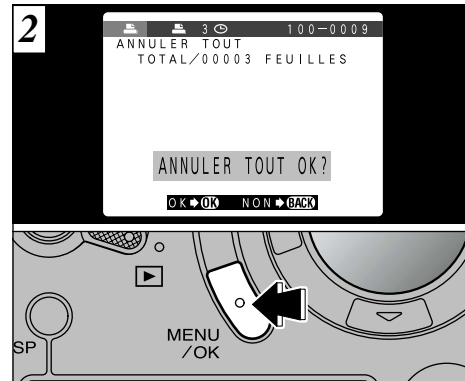 2
3 100-0009
ANNULER TOUT
TOTAL/00003 FEUILLES
ANNULER TOUT OK?
OK➡OK NON➡BACK
SP
MENU
/OK